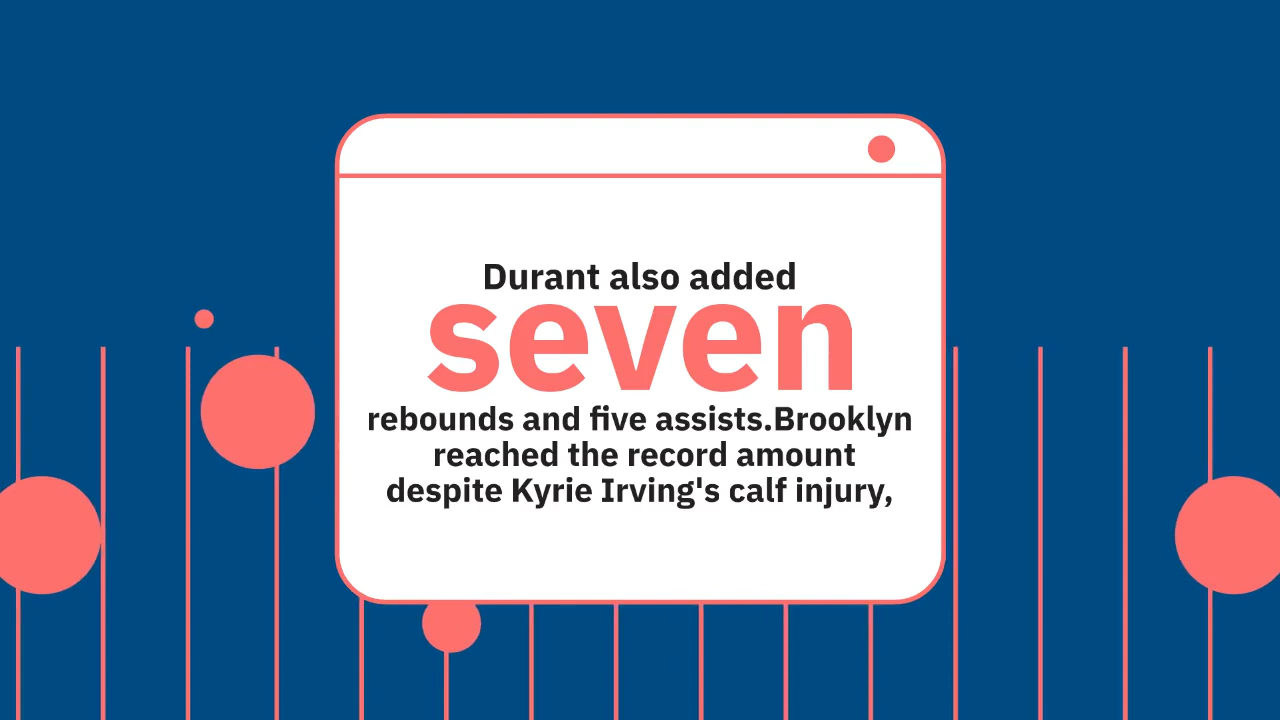 Durant also added
seven
rebounds and five assists.Brooklyn
reached the record amount
despite Kyrie Irving's calf injury,